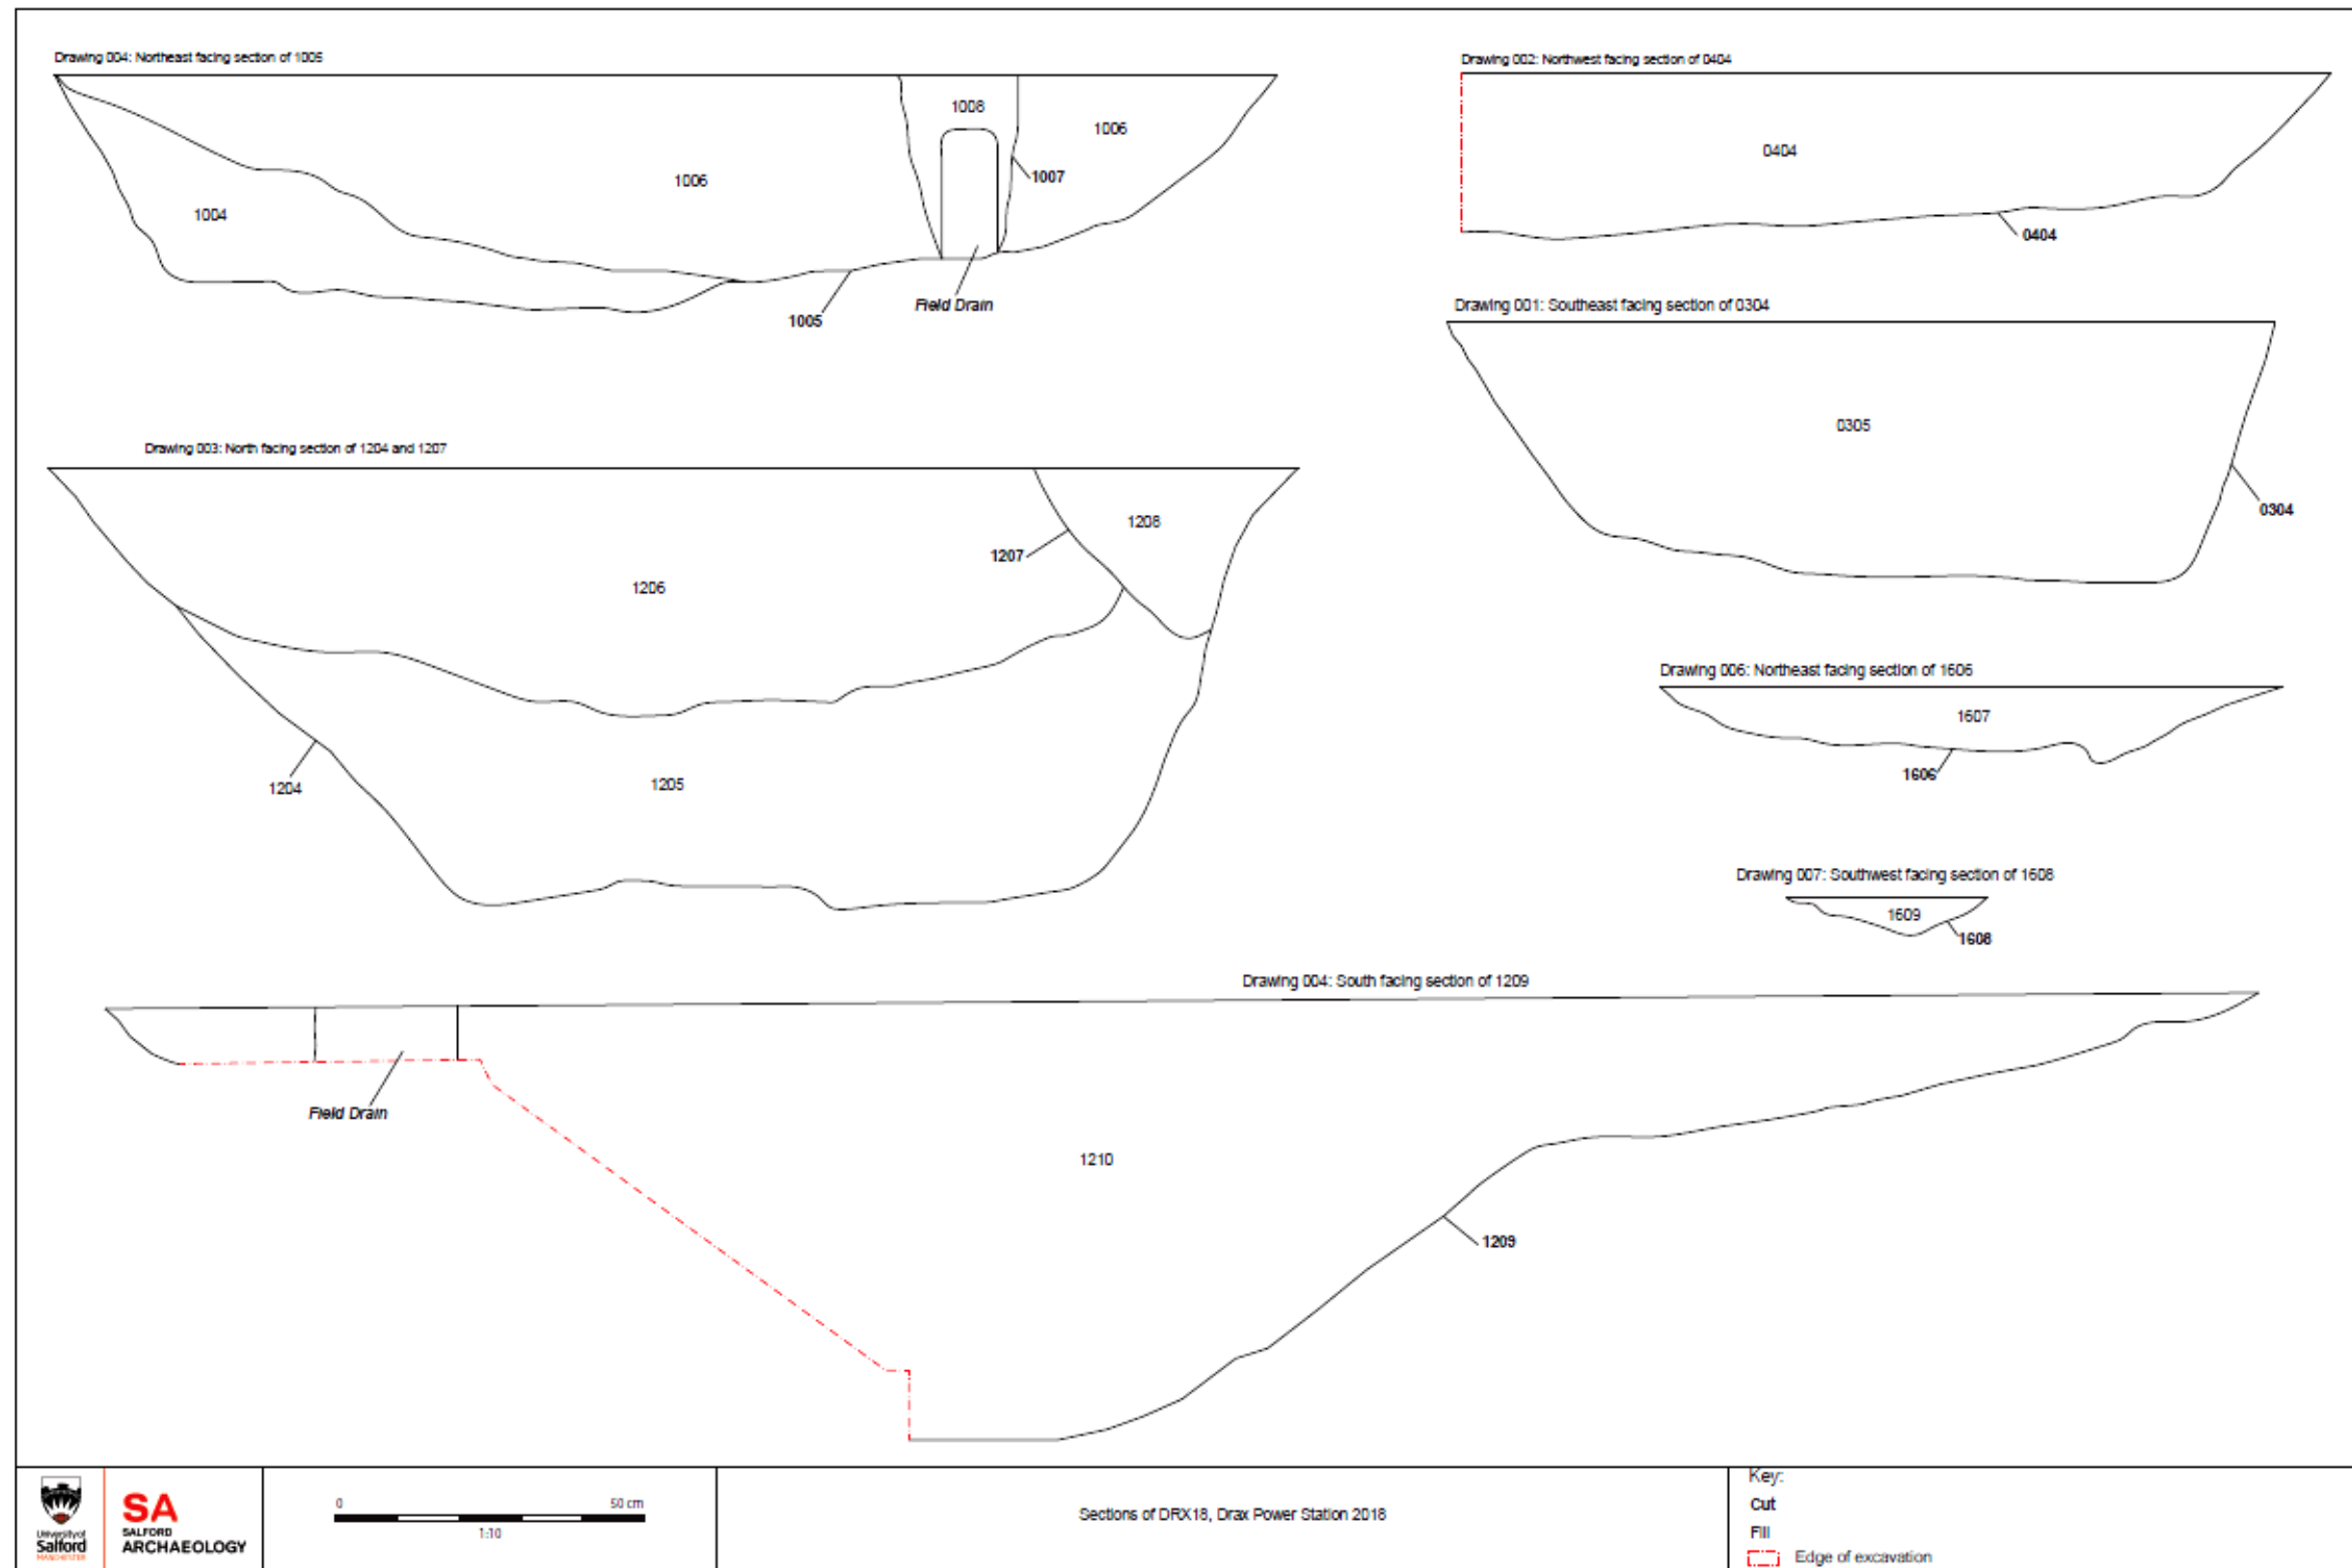 Drawing 004: Northeast facing section of 1005
1008
1006
1006
1007
1004
1005
Field Drain
Drawing 002: Northwest facing section of 0404
0404
0404
Drawing 001: Southeast facing section of 0304
0305
0304
Drawing 003: North facing section of 1204 and 1207
1208
1207
1206
1204
1205
Drawing 006: Northeast facing section of 1606
1607
1606
Drawing 007: Southwest facing section of 1608
1609
1608
Drawing 004: South facing section of 1209
Field Drain
1210
1209
University of
Salford
MANCHESTER
SA
SALFORD
ARCHAEOLOGY
0 50 cm
1:10
Sections of DRX18, Drax Power Station 2018
Key:
Cut
Fill
Edge of excavation